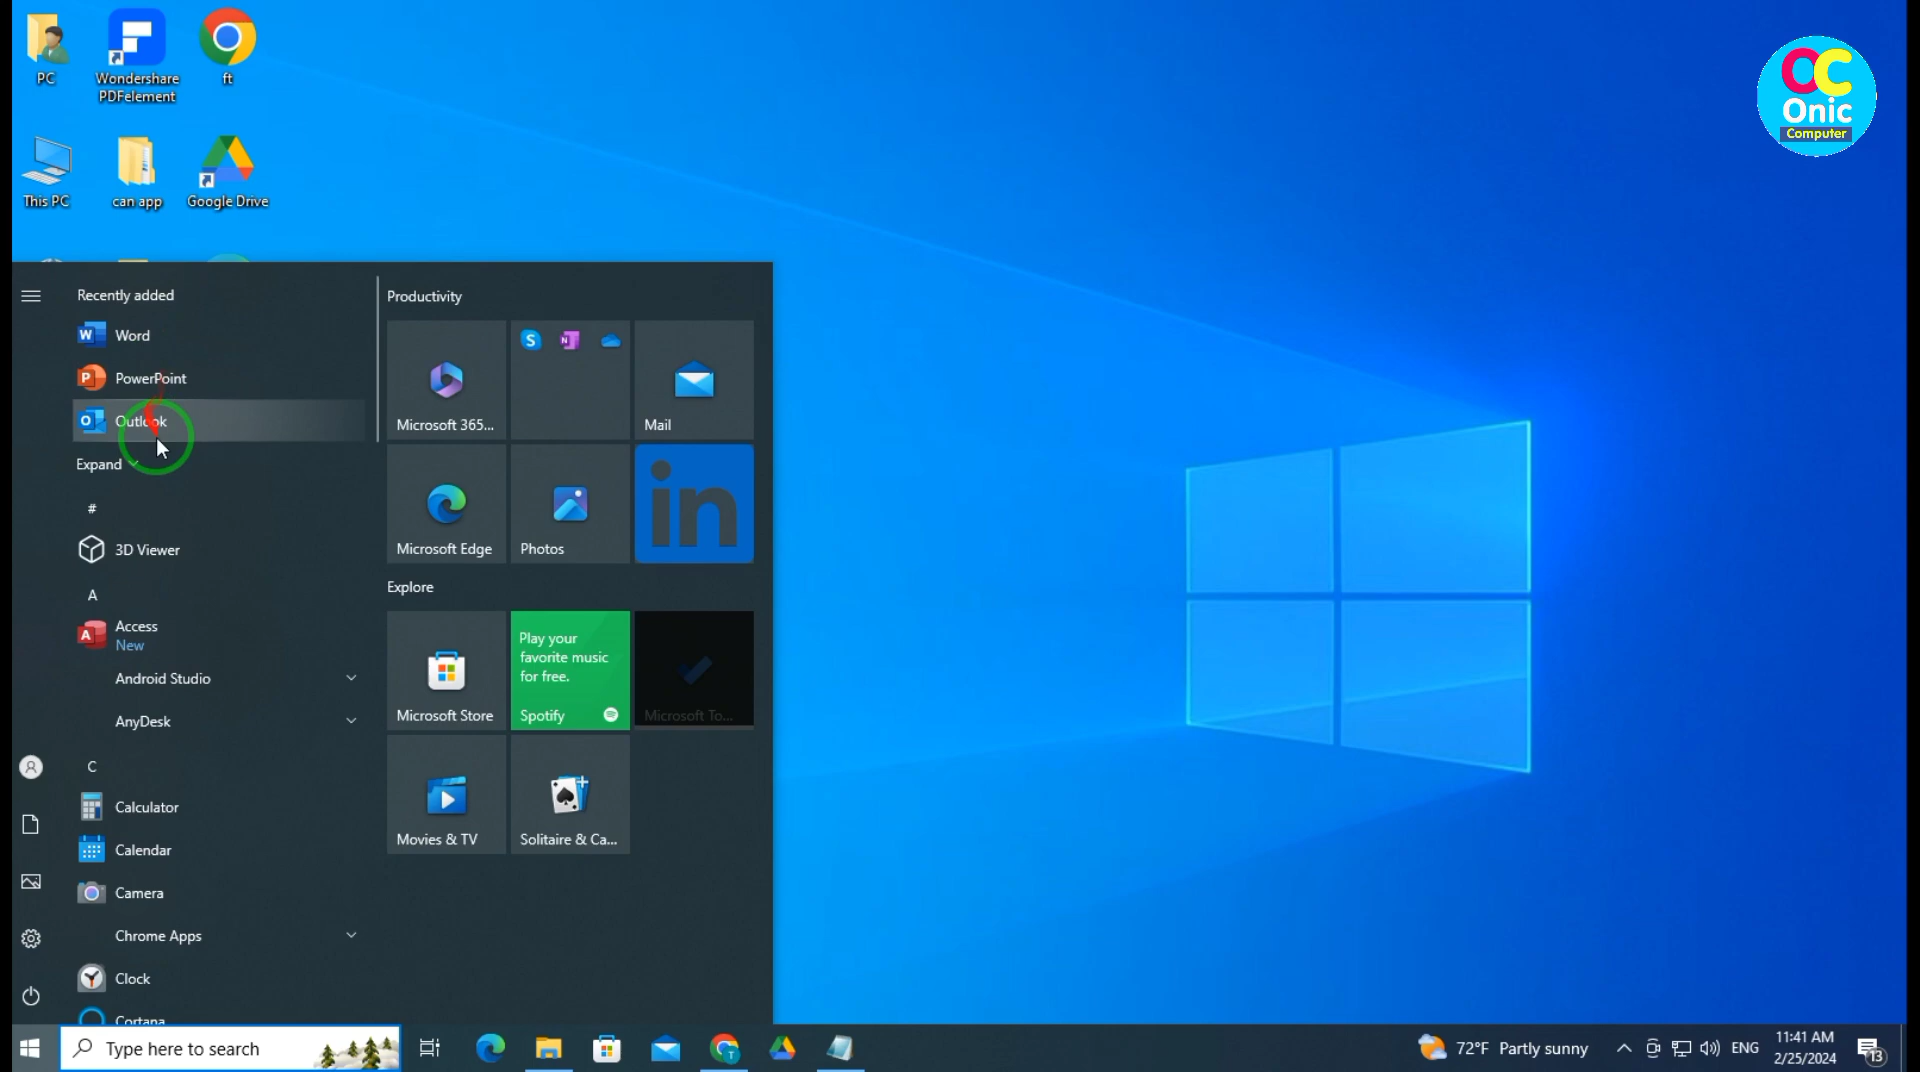 PC
Wondershare
PDFelement
ft
This PC
can app
Google Drive
OC
Onic
Computer
Recently added
Word
PowerPoint
Outlook
Expand
#
3D Viewer
A
Access
New
Android Studio
AnyDesk
C
Calculator
Calendar
Camera
Chrome Apps
Clock
Cortana
Productivity
Microsoft 365...
Mail
Microsoft Edge
Photos
in
Explore
Microsoft Store
Play your
favorite music
for free.
Spotify
Microsoft To...
Movies & TV
Solitaire & Ca...
Type here to search
72°F Partly sunny
ENG
11:41 AM
2/25/2024
13